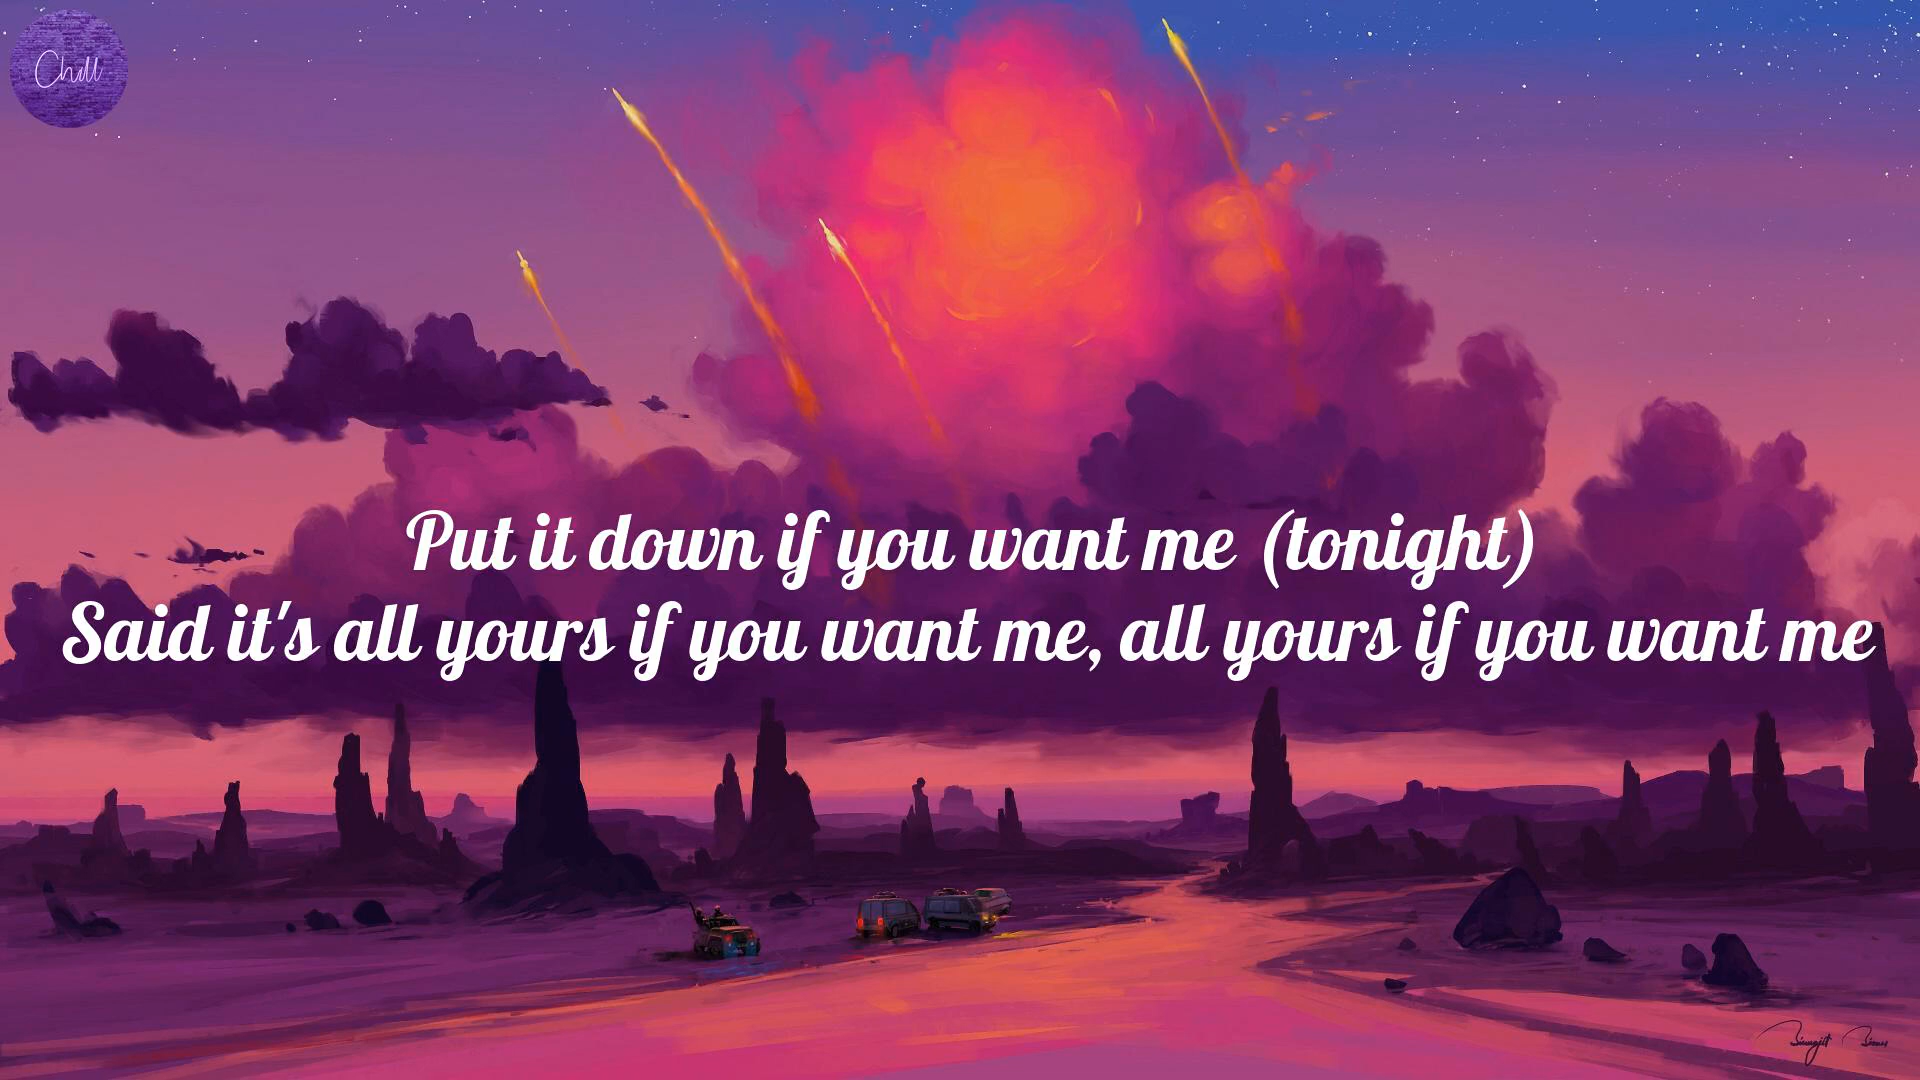 Chill
Put it down if you want me (tonight)
Said it's all yours if you want me, all yours if you want me